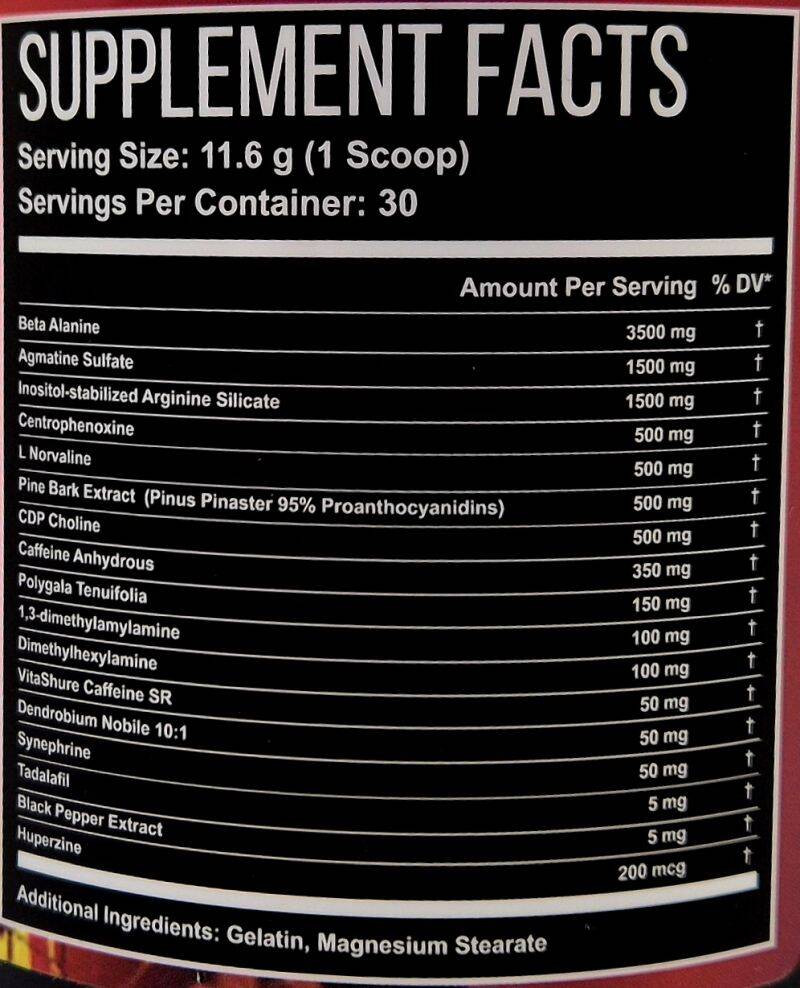 SUPPLEMENT FACTS
Serving Size: 11.6 g (1 Scoop)
Servings Per Container: 30
Amount Per Serving % DV*
Beta Alanine 3500 mg †
Agmatine Sulfate 1500 mg †
Inositol-stabilized Arginine Silicate 1500 mg †
Centrophenoxine 500 mg †
L Norvaline 500 mg †
Pine Bark Extract (Pinus Pinaster 95% Proanthocyanidins) 500 mg †
CDP Choline 500 mg †
Caffeine Anhydrous 350 mg †
Polygala Tenuifolia 150 mg †
1,3-dimethylamylamine 100 mg †
Dimethylhexylamine 100 mg †
VitaShure Caffeine SR 50 mg †
Dendrobium Nobile 10:1 50 mg †
Synephrine 50 mg †
Tadalafil 5 mg †
Black Pepper Extract 5 mg †
Huperzine 200 mcg †
Additional Ingredients: Gelatin, Magnesium Stearate